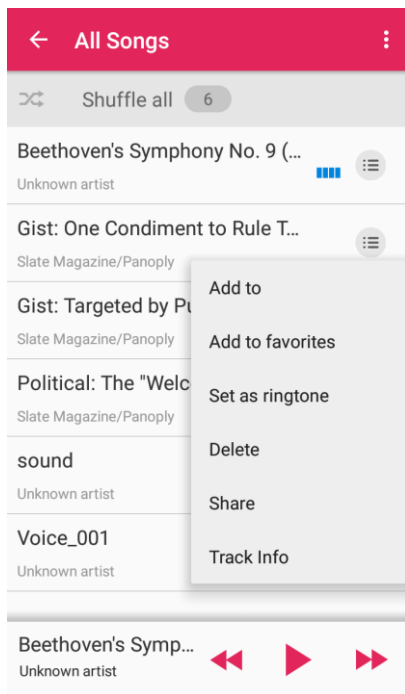 All Songs
Shuffle all 6
Beethoven's Symphony No. 9 (...
Unknown artist
Gist: One Condiment to Rule T...
Slate Magazine/Panoply
Add to
Gist: Targeted by Pu
Slate Magazine/Panoply
Add to favorites
Political: The "Welc
Set as ringtone
Slate Magazine/Panoply
Delete
sound
Unknown artist
Share
Voice_001
Track Info
Unknown artist
Beethoven's Symp...
Unknown artist